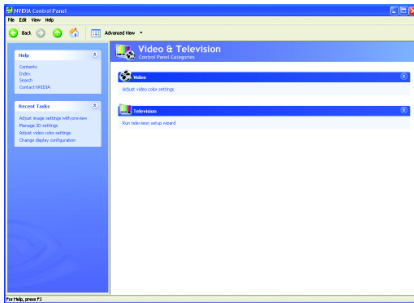 NVIDIA Control Panel
File Edit View Help
Back Advanced View
Help
Contents
Index
Search
Contact NVIDIA
Recent Tasks
Adjust image settings with preview
Manage 3D settings
Adjust video color settings
Change display configuration
Video & Television
Control Panel Categories
Video
Adjust video color settings
Television
Run television setup wizard
For Help, press F1